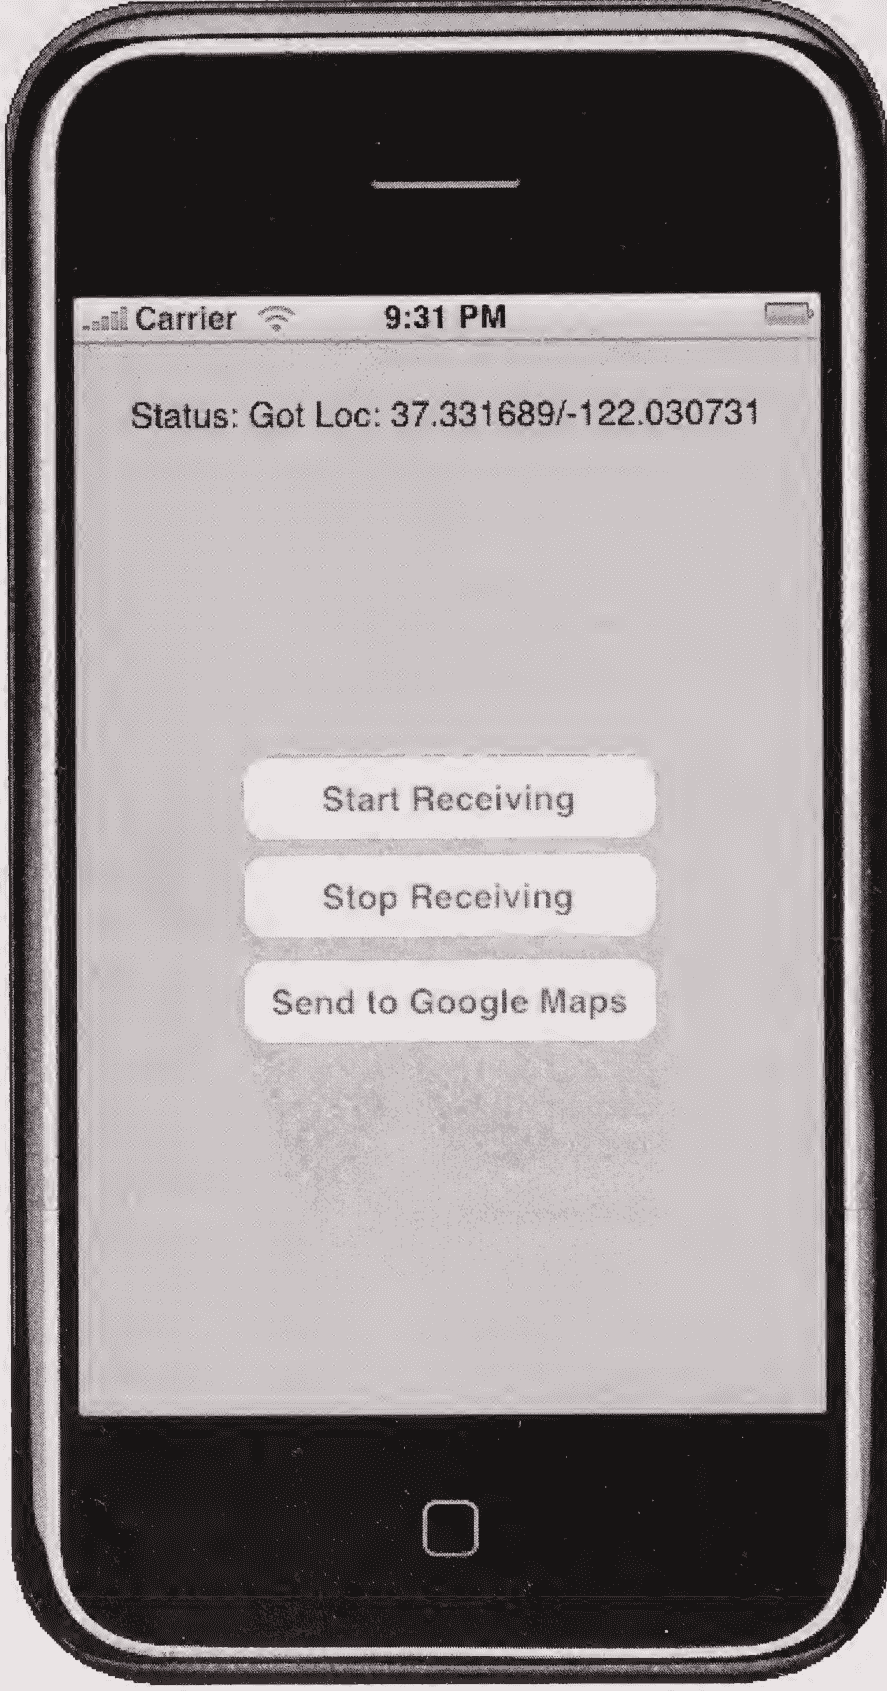 Carrier 9:31 PM
Status: Got Loc: 37.331689/-122.030731
Start Receiving
Stop Receiving
Send to Google Maps